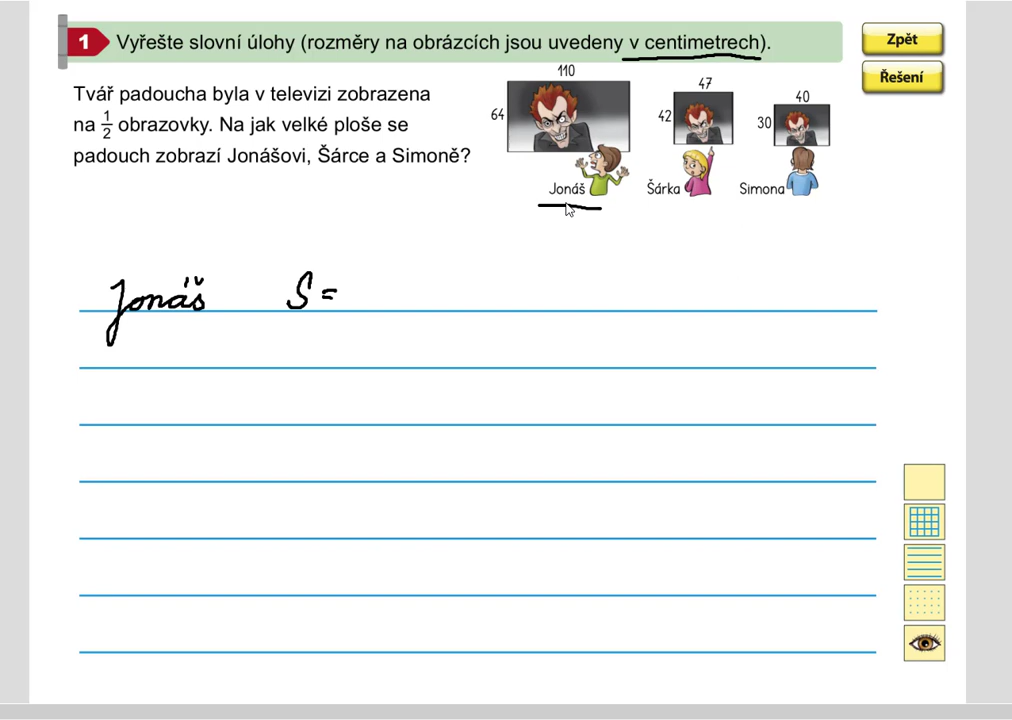 1 Vyřešte slovní úlohy (rozměry na obrázcích jsou uvedeny v centimetrech).
Zpět
Řešení
Tvář padoucha byla v televizi zobrazena
na 1/2 obrazovky. Na jak velké ploše se
padouch zobrazí Jonášovi, Šárce a Simoně?
110
64
47
42
40
30
Jonáš
Šárka
Simona
Jonáš S =